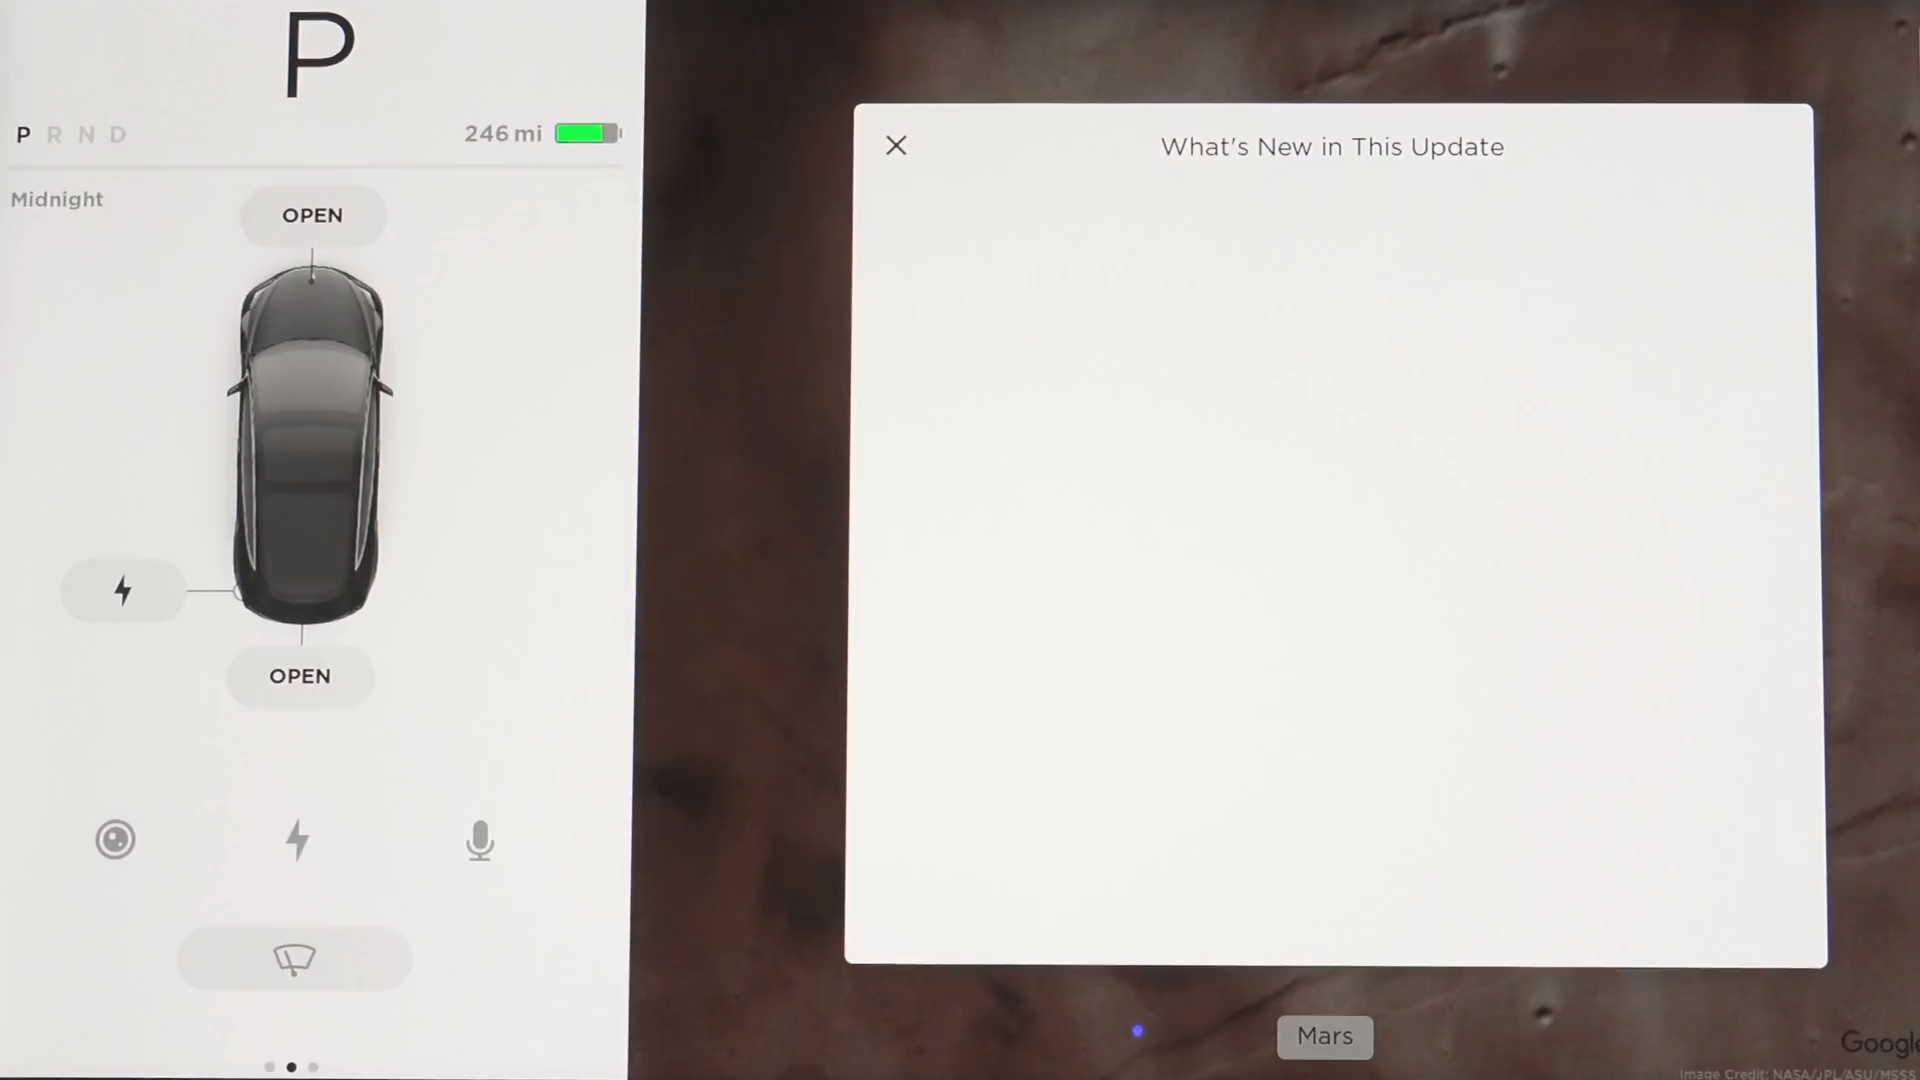 P
P R N D
246 mi
Midnight
OPEN
OPEN
What's New in This Update
Mars
Google
Image Credit: NASA/JPL/ASU/MSSS